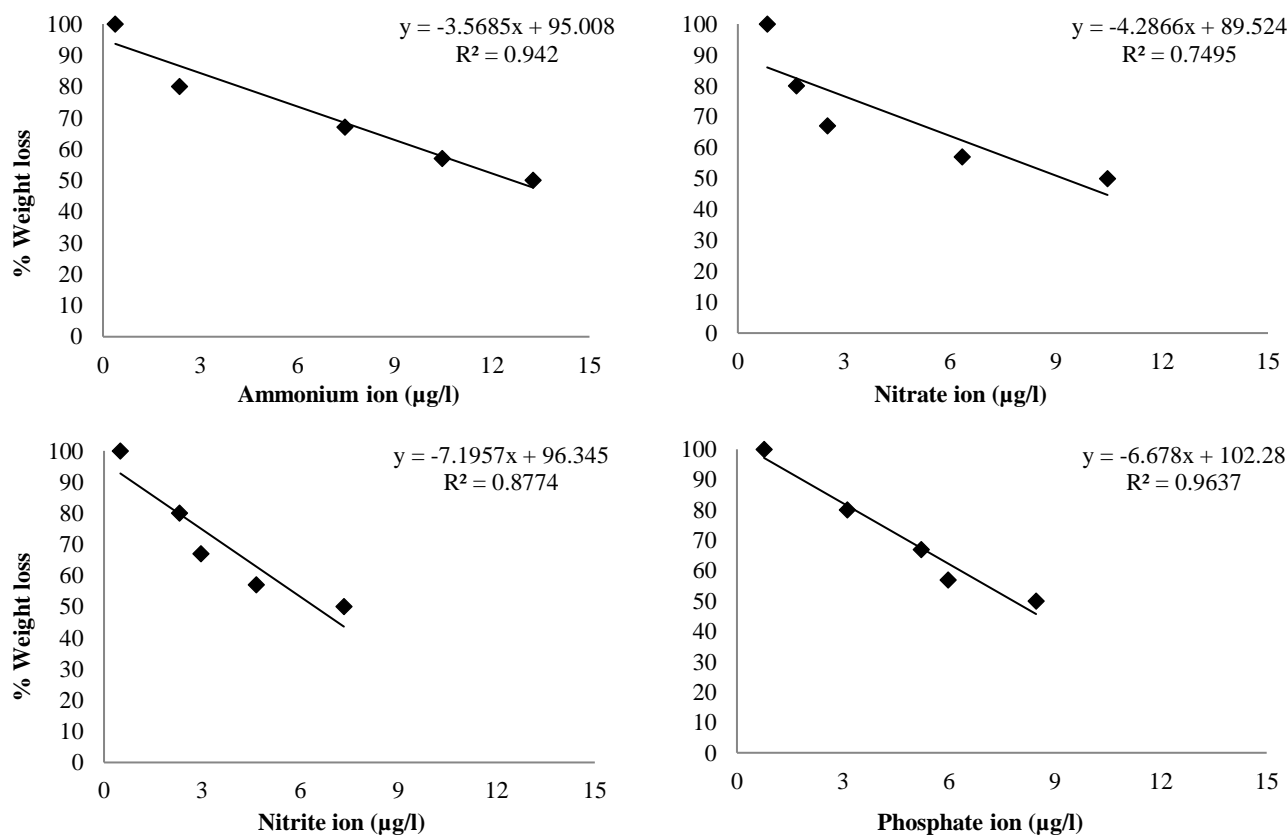 y = -3.5685x + 95.008
R² = 0.942
100
90
80
70
60
50
40
30
20
10
0
% Weight loss
0 3 6 9 12 15
Ammonium ion (µg/l)
y = -4.2866x + 89.524
R² = 0.7495
100
90
80
70
60
50
40
30
20
10
0
0 3 6 9 12 15
Nitrate ion (µg/l)
y = -7.1957x + 96.345
R² = 0.8774
100
90
80
70
60
50
40
30
20
10
0
% Weight loss
0 3 6 9 12 15
Nitrite ion (µg/l)
y = -6.678x + 102.28
R² = 0.9637
100
90
80
70
60
50
40
30
20
10
0
0 3 6 9 12 15
Phosphate ion (µg/l)